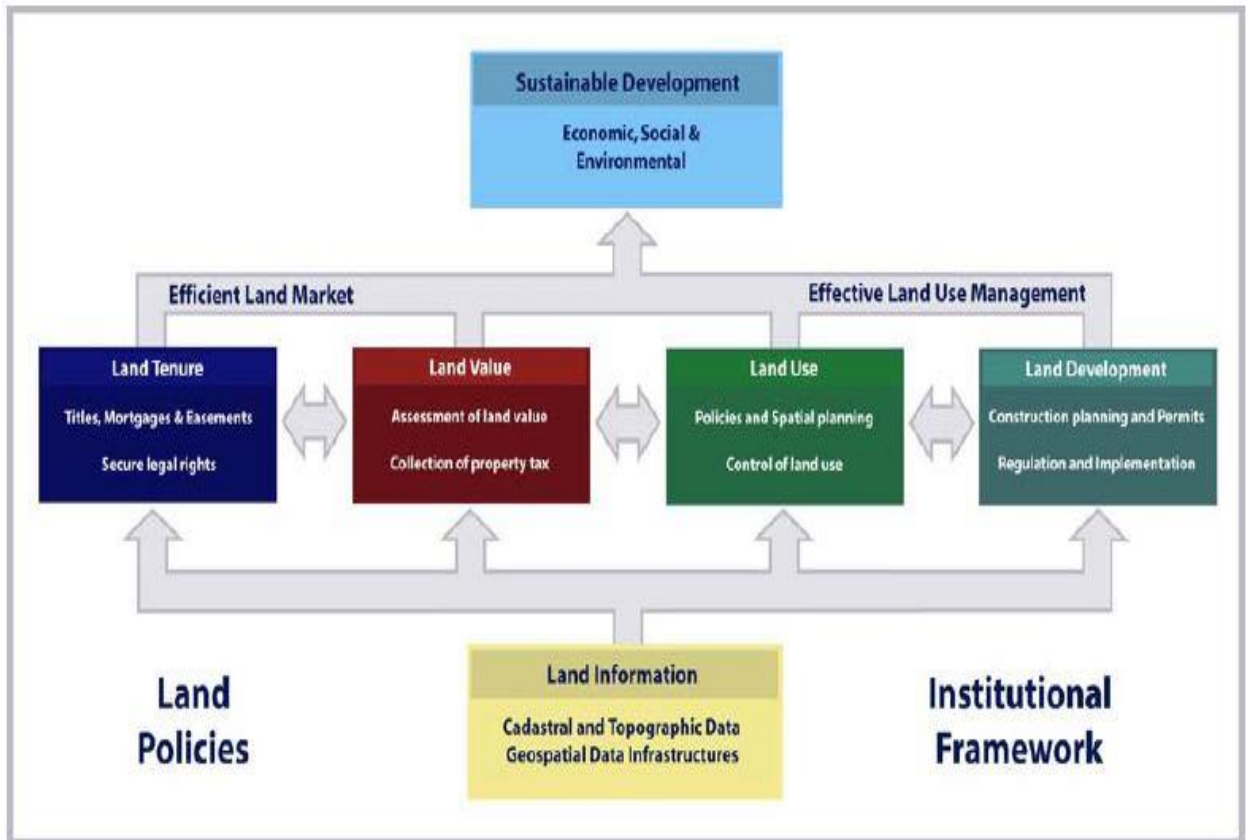 Sustainable Development
Economic, Social &
Environmental
Efficient Land Market
Effective Land Use Management
Land Tenure
Titles, Mortgages & Easements
Secure legal rights
Land Value
Assessment of land value
Collection of property tax
Land Use
Policies and Spatial planning
Control of land use
Land Development
Construction planning and Permits
Regulation and Implementation
Land
Policies
Land Information
Cadastral and Topographic Data
Geospatial Data Infrastructures
Institutional
Framework